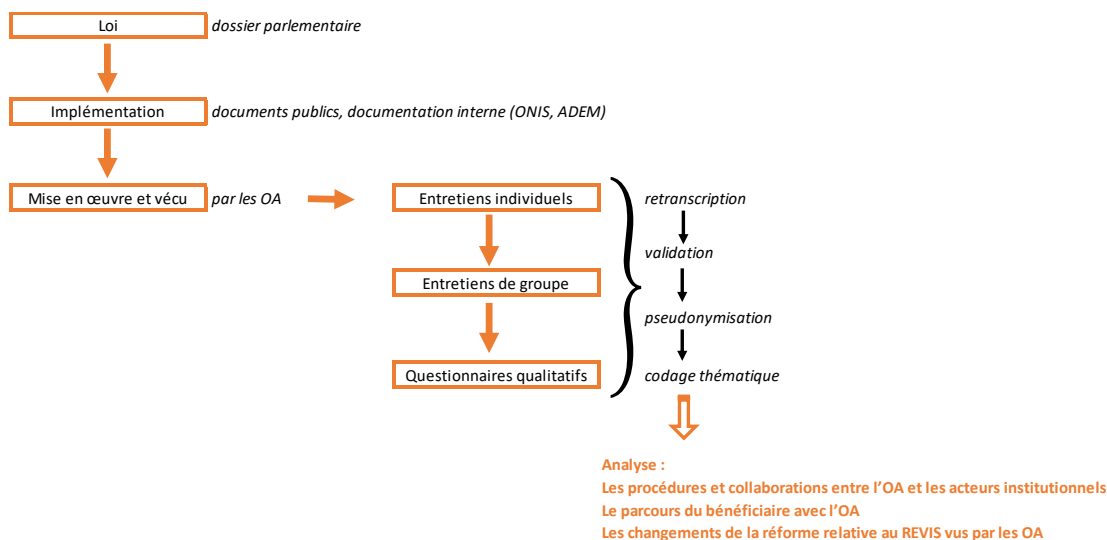 Loi
dossier parlementaire
Implémentation
documents publics, documentation interne (ONIS, ADEM)
Mise en œuvre et vécu
par les OA
Entretiens individuels
retranscription
validation
Entretiens de groupe
pseudonymisation
Questionnaires qualitatifs
codage thématique
Analyse :
Les procédures et collaborations entre l'OA et les acteurs institutionnels
Le parcours du bénéficiaire avec l'OA
Les changements de la réforme relative au REVIS vus par les OA